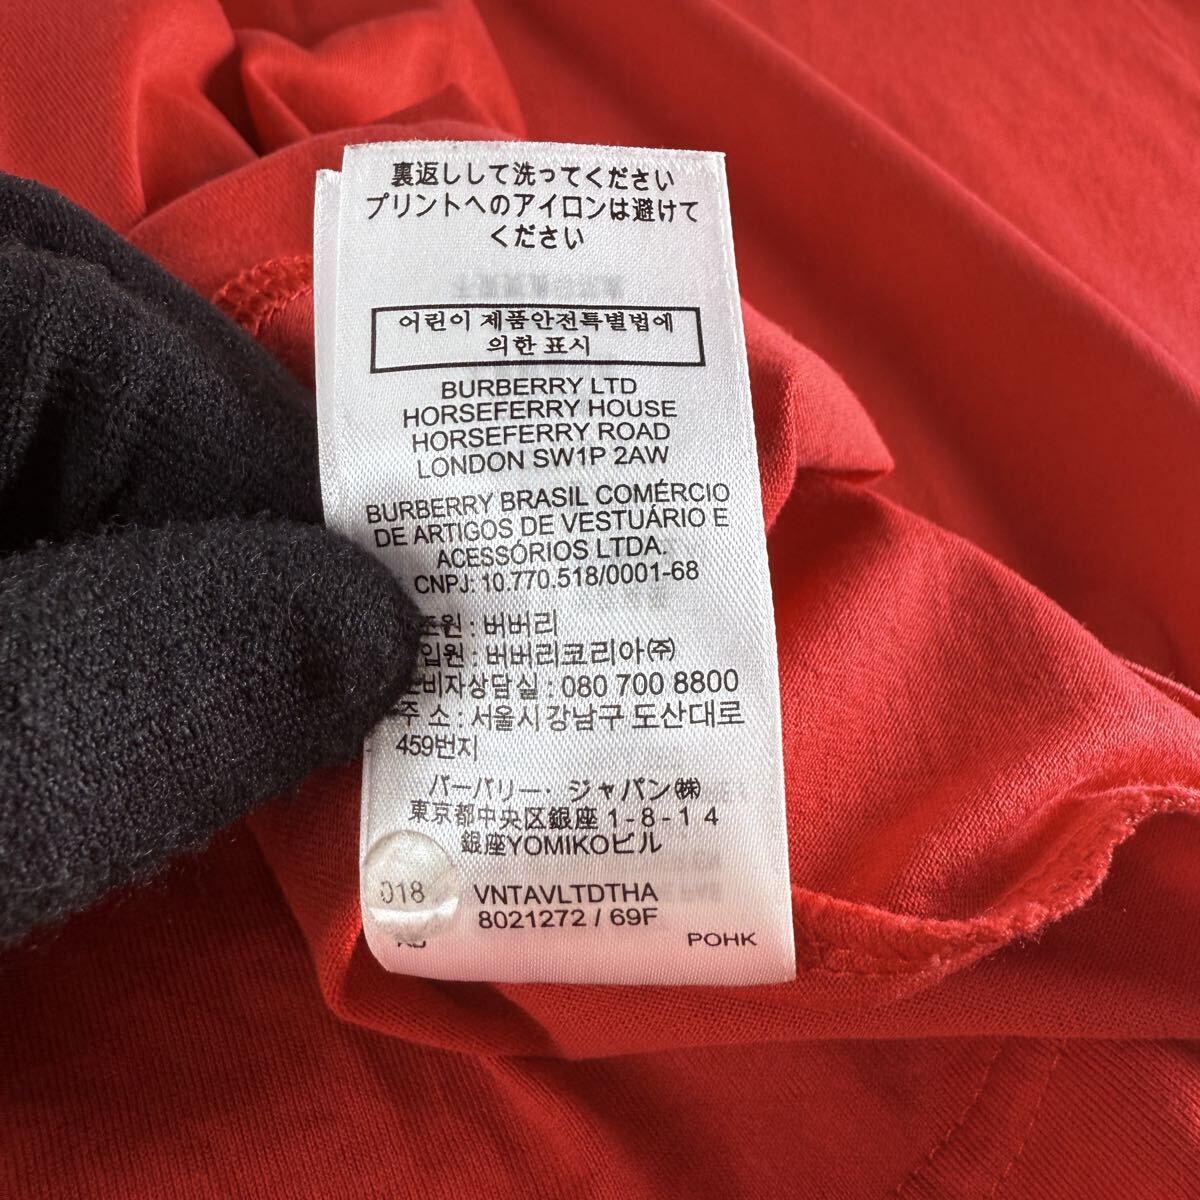 裏返しして洗ってください
プリントへのアイロンは避けて
ください
어린이 제품안전특별법에
의한 표시
BURBERRY LTD
HORSEFERRY HOUSE
HORSEFERRY ROAD
LONDON SW1P 2AW
BURBERRY BRASIL COMÉRCIO
DE ARTIGOS DE VESTUÁRIO E
ACESSÓRIOS LTDA.
CNPJ: 10.770.518/0001-68
: 버버리
입원 : 버버리코리아㈜
비자상담실 : 080 700 8800
주 소 : 서울시 강남구 도산대로
459번지
バーバリー・ジャパン㈱
東京都中央区銀座 1-8-14
銀座YOMIKOビル
018
VNTAVLTDTHA
8021272 / 69F
POHK